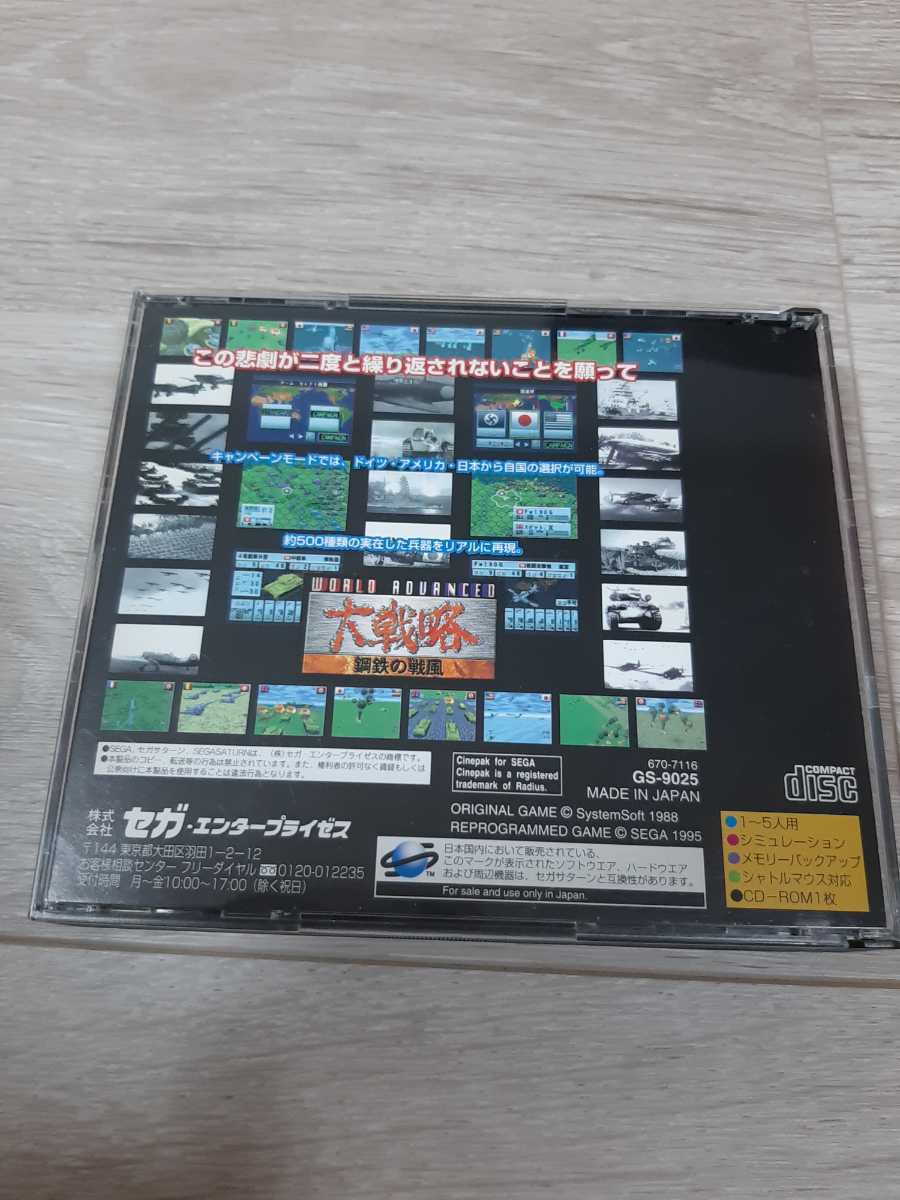 この悲劇が二度と繰り返されないことを願って
CAMPAIGN
CAMPAIGN
キャンペーンモードでは、ドイツ・アメリカ・日本から自国の選択が可能。
約500種類の実在した兵器をリアルに再現。
WORLD ADVANCED
大戦略
鋼鉄の戦風
●SEGA、セガサターン、SEGASATURNは、(株)セガ・エンタープライゼスの商標です。
●本製品のコピー、転送等の行為は禁止されています。また、権利者の許可なく賃貸もしくは
公衆向けに本製品を使用することは違法行為となります。
Cinepak for SEGA
Cinepak is a registered
trademark of Radius.
670-7116
GS-9025
MADE IN JAPAN
COMPACT
disc
株式会社 セガ・エンタープライゼス
〒144 東京都大田区羽田1-2-12
お客様相談センター フリーダイヤル 0120-012235
受付時間 月~金10:00~17:00(除く祝日)
ORIGINAL GAME © SystemSoft 1988
REPROGRAMMED GAME © SEGA 1995
TM
日本国内において販売されている、
このマークが表示されたソフトウエア、ハードウエア
および周辺機器は、セガサターンと互換性があります。
For sale and use only in Japan.
●1~5人用
●シミュレーション
●メモリーバックアップ
●シャトルマウス対応
●CD-ROM1枚